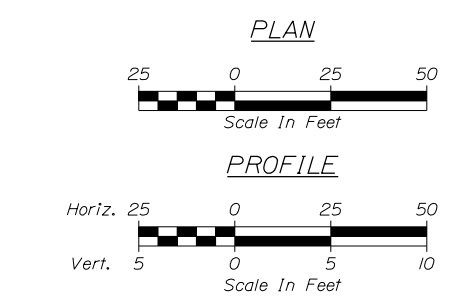 PLAN
25 0 25 50
Scale In Feet
PROFILE
Horiz. 25 0 25 50
Vert. 5 0 5 10
Scale In Feet